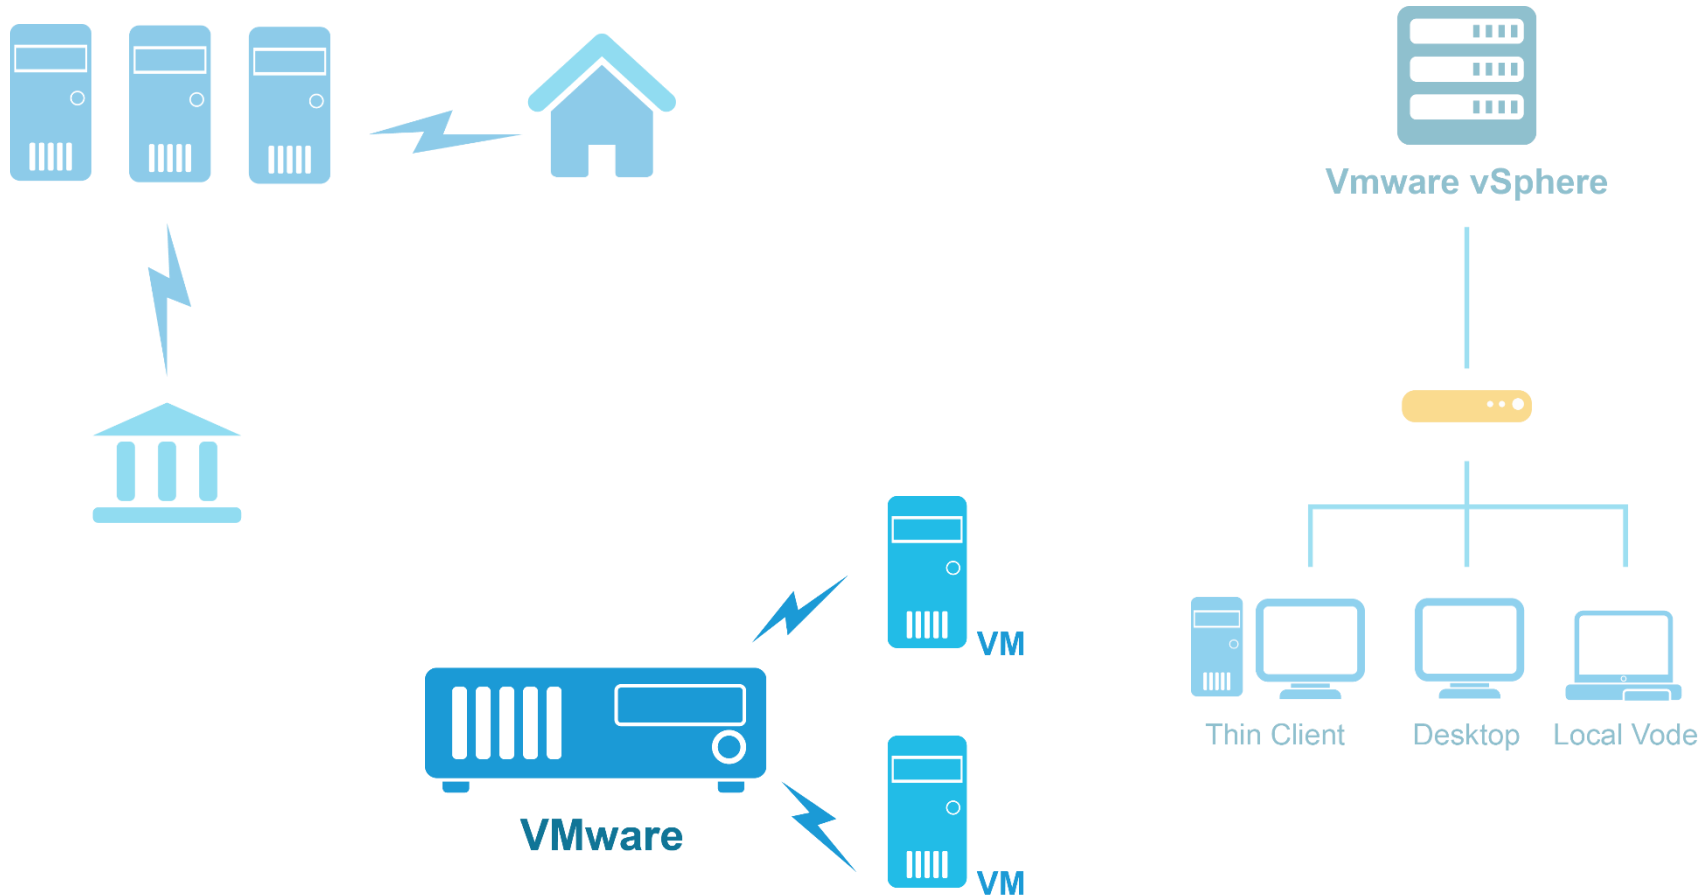 Vmware vSphere
VM
VMware
VM
Thin Client
Desktop
Local Vode